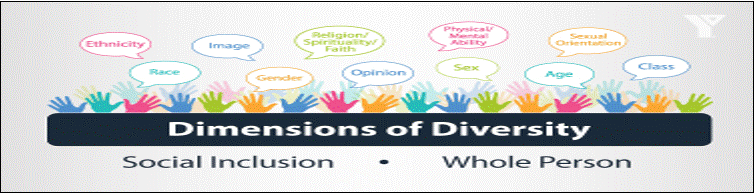 Ethnicity
Image
Religion/
Spirituality/
Faith
Physical/
Mental
Ability
Sexual
Orientation
Race
Gender
Opinion
Sex
Age
Class
Dimensions of Diversity
Social Inclusion • Whole Person